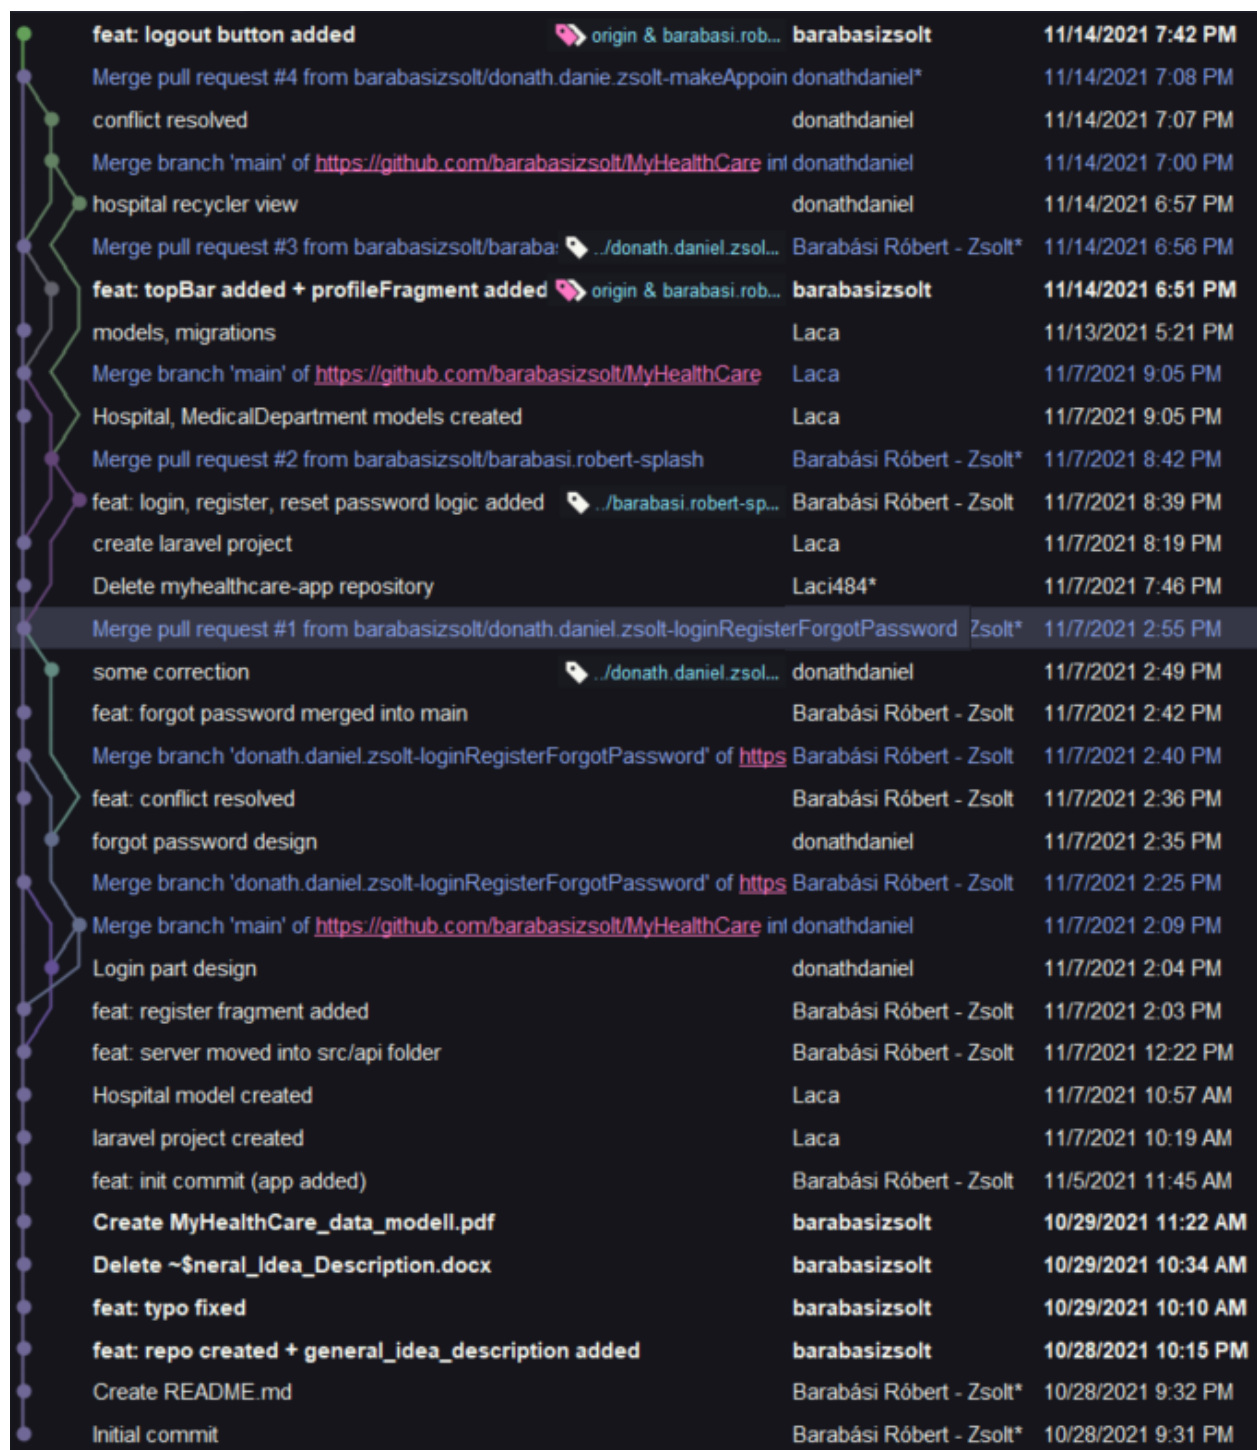 feat: logout button added origin & barabasi.rob... barabasizsolt 11/14/2021 7:42 PM
Merge pull request #4 from barabasizsolt/donath.danie.zsolt-makeAppoin donathdaniel* 11/14/2021 7:08 PM
conflict resolved donathdaniel 11/14/2021 7:07 PM
Merge branch 'main' of https://github.com/barabasizsolt/MyHealthCare int donathdaniel 11/14/2021 7:00 PM
hospital recycler view donathdaniel 11/14/2021 6:57 PM
Merge pull request #3 from barabasizsolt/barabas ../donath.daniel.zsol... Barabási Róbert - Zsolt* 11/14/2021 6:56 PM
feat: topBar added + profileFragment added origin & barabasi.rob... barabasizsolt 11/14/2021 6:51 PM
models, migrations Laca 11/13/2021 5:21 PM
Merge branch 'main' of https://github.com/barabasizsolt/MyHealthCare Laca 11/7/2021 9:05 PM
Hospital, MedicalDepartment models created Laca 11/7/2021 9:05 PM
Merge pull request #2 from barabasizsolt/barabasi.robert-splash Barabási Róbert - Zsolt* 11/7/2021 8:42 PM
feat: login, register, reset password logic added ../barabasi.robert-sp... Barabási Róbert - Zsolt 11/7/2021 8:39 PM
create laravel project Laca 11/7/2021 8:19 PM
Delete myhealthcare-app repository Laci484* 11/7/2021 7:46 PM
Merge pull request #1 from barabasizsolt/donath.daniel.zsolt-loginRegisterForgotPassword Zsolt* 11/7/2021 2:55 PM
some correction ../donath.daniel.zsol... donathdaniel 11/7/2021 2:49 PM
feat: forgot password merged into main Barabási Róbert - Zsolt 11/7/2021 2:42 PM
Merge branch 'donath.daniel.zsolt-loginRegisterForgotPassword' of https Barabási Róbert - Zsolt 11/7/2021 2:40 PM
feat: conflict resolved Barabási Róbert - Zsolt 11/7/2021 2:36 PM
forgot password design donathdaniel 11/7/2021 2:35 PM
Merge branch 'donath.daniel.zsolt-loginRegisterForgotPassword' of https Barabási Róbert - Zsolt 11/7/2021 2:25 PM
Merge branch 'main' of https://github.com/barabasizsolt/MyHealthCare int donathdaniel 11/7/2021 2:09 PM
Login part design donathdaniel 11/7/2021 2:04 PM
feat: register fragment added Barabási Róbert - Zsolt 11/7/2021 2:03 PM
feat: server moved into src/api folder Barabási Róbert - Zsolt 11/7/2021 12:22 PM
Hospital model created Laca 11/7/2021 10:57 AM
laravel project created Laca 11/7/2021 10:19 AM
feat: init commit (app added) Barabási Róbert - Zsolt 11/5/2021 11:45 AM
Create MyHealthCare_data_modell.pdf barabasizsolt 10/29/2021 11:22 AM
Delete ~$neral_Idea_Description.docx barabasizsolt 10/29/2021 10:34 AM
feat: typo fixed barabasizsolt 10/29/2021 10:10 AM
feat: repo created + general_idea_description added barabasizsolt 10/28/2021 10:15 PM
Create README.md Barabási Róbert - Zsolt* 10/28/2021 9:32 PM
Initial commit Barabási Róbert - Zsolt* 10/28/2021 9:31 PM